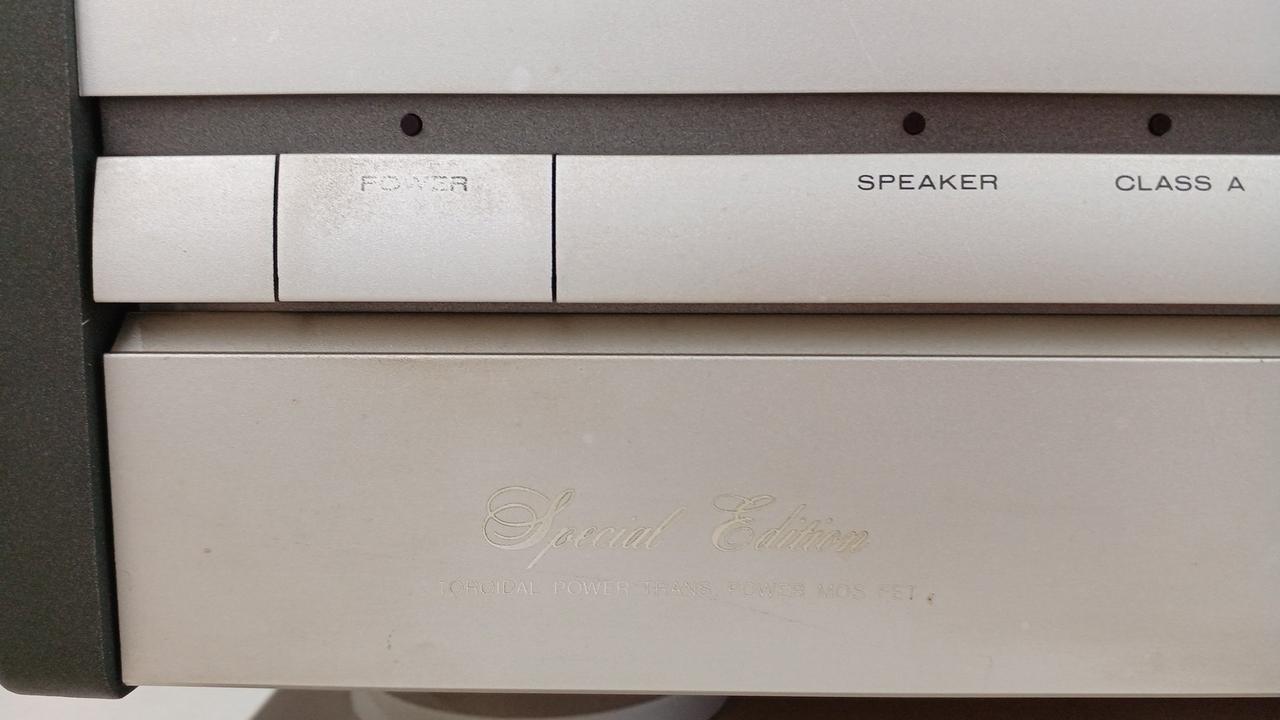 POWER SPEAKER CLASS A
Special Edition
TOROIDAL POWER TRANS, POWER MOS FET